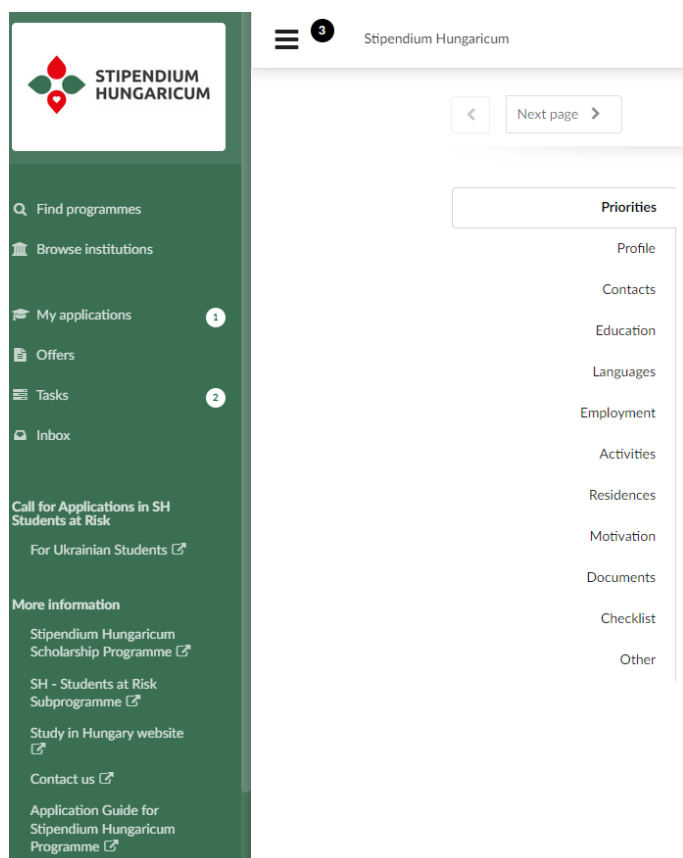 STIPENDIUM
HUNGARICUM
Find programmes
Browse institutions
My applications 1
Offers
Tasks 2
Inbox
Call for Applications in SH
Students at Risk
For Ukrainian Students
More information
Stipendium Hungaricum
Scholarship Programme
SH - Students at Risk
Subprogramme
Study in Hungary website
Contact us
Application Guide for
Stipendium Hungaricum
Programme
3 Stipendium Hungaricum
Next page
Priorities
Profile
Contacts
Education
Languages
Employment
Activities
Residences
Motivation
Documents
Checklist
Other